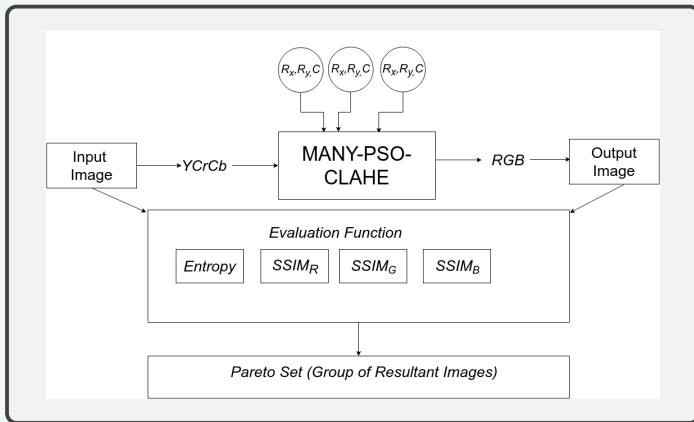 Rx,Ry,C
Rx,Ry,C
Rx,Ry,C
Input
Image
YCrCb
MANY-PSO-
CLAHE
RGB
Output
Image
Evaluation Function
Entropy
SSIMR
SSIMG
SSIMB
Pareto Set (Group of Resultant Images)